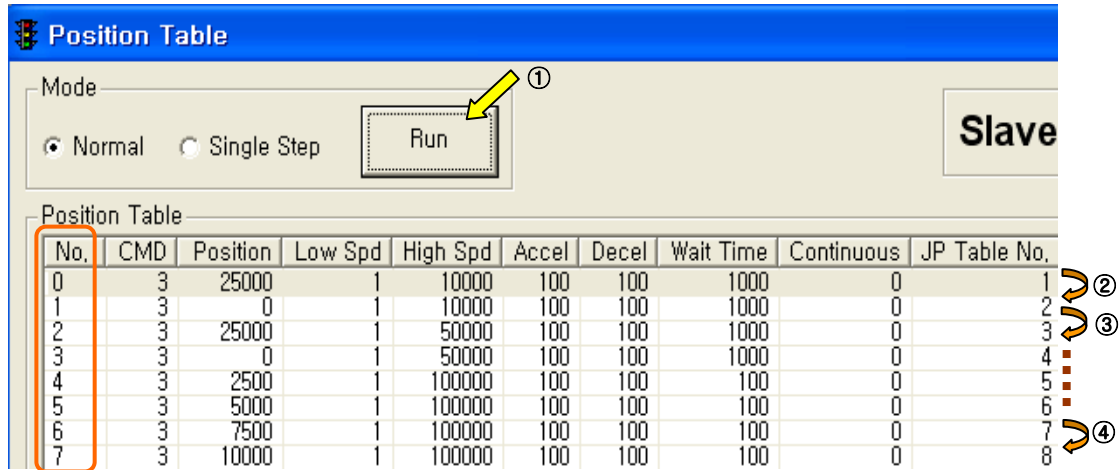 Position Table
Mode
①
Normal Single Step Run
Slave
Position Table
No, CMD Position Low Spd High Spd Accel Decel Wait Time Continuous JP Table No,
0 3 25000 1 10000 100 100 1000 0 1
②
1 3 0 1 10000 100 100 1000 0 2
③
2 3 25000 1 50000 100 100 1000 0 3
3 3 0 1 50000 100 100 1000 0 4
4 3 2500 1 100000 100 100 100 0 5
5 3 5000 1 100000 100 100 100 0 6
6 3 7500 1 100000 100 100 100 0 7
④
7 3 10000 1 100000 100 100 100 0 8